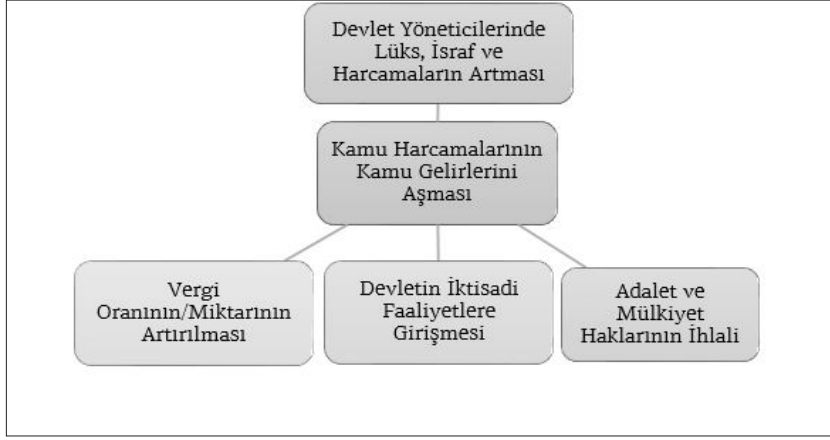 Devlet Yöneticilerinde
Lüks, İsraf ve
Harcamaların Artması
Kamu Harcamalarının
Kamu Gelirlerini
Aşması
Vergi
Oranının/Miktarının
Artırılması
Devletin İktisadi
Faaliyetlere
Girişmesi
Adalet ve
Mülkiyet
Haklarının İhlali